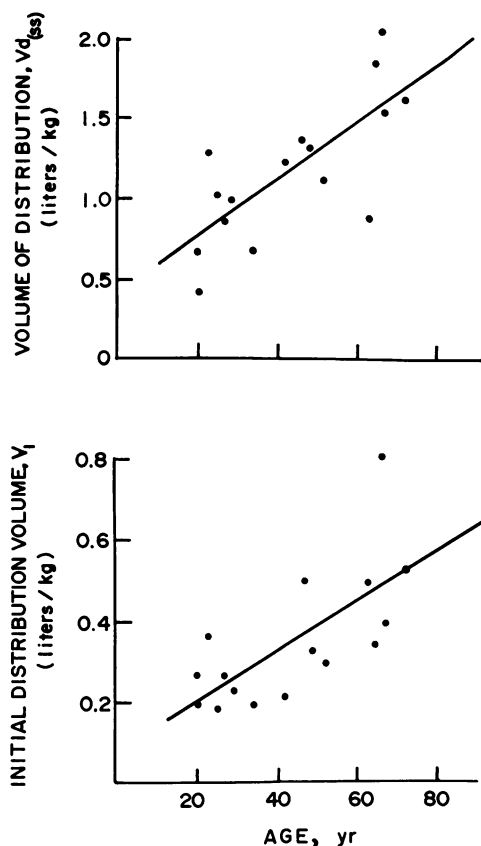 VOLUME OF DISTRIBUTION, Vd(ss)
(liters/kg)
2.0
1.5
1.0
0.5
0
INITIAL DISTRIBUTION VOLUME, V1
(liters/kg)
0.8
0.6
0.4
0.2
20 40 60 80
AGE, yr